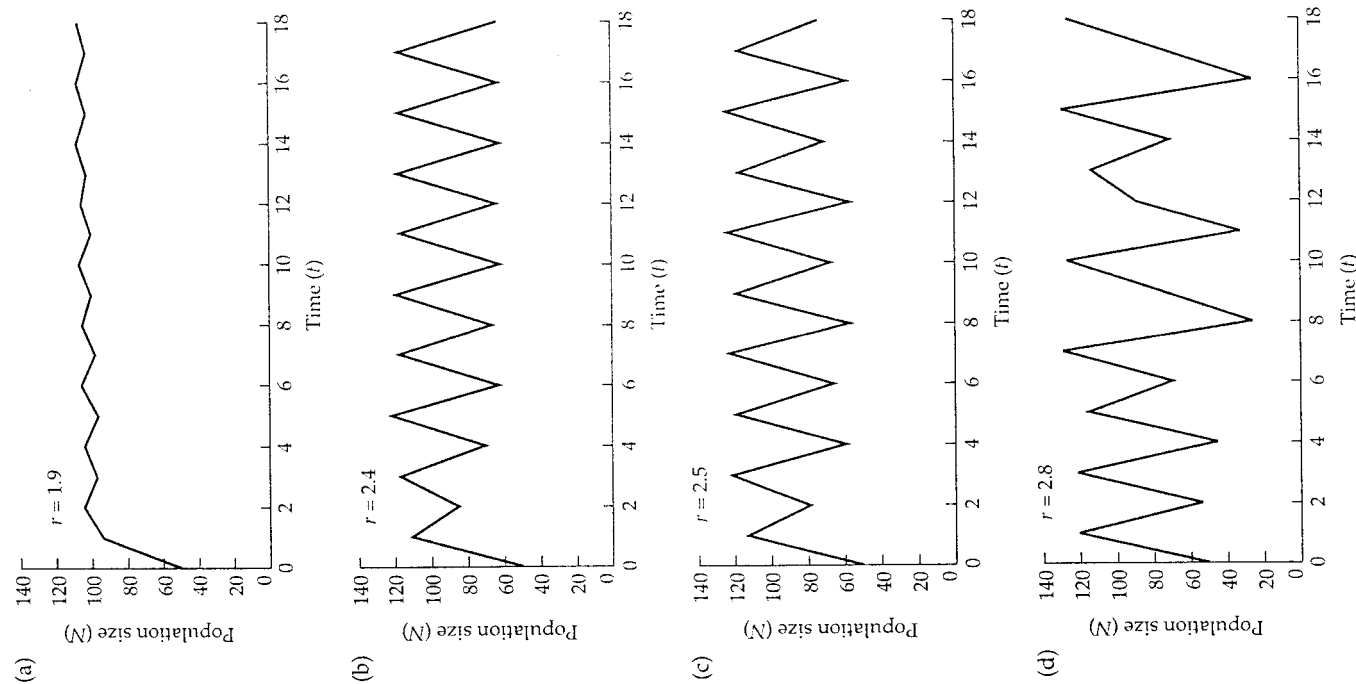 (a)
r = 1.9
140
120
100
80
60
40
20
0
Population size (N)
0 2 4 6 8 10 12 14 16 18
Time (t)
(b)
r = 2.4
140
120
100
80
60
40
20
0
Population size (N)
0 2 4 6 8 10 12 14 16 18
Time (t)
(c)
r = 2.5
140
120
100
80
60
40
20
0
Population size (N)
0 2 4 6 8 10 12 14 16 18
Time (t)
(d)
r = 2.8
140
120
100
80
60
40
20
0
Population size (N)
0 2 4 6 8 10 12 14 16 18
Time (t)